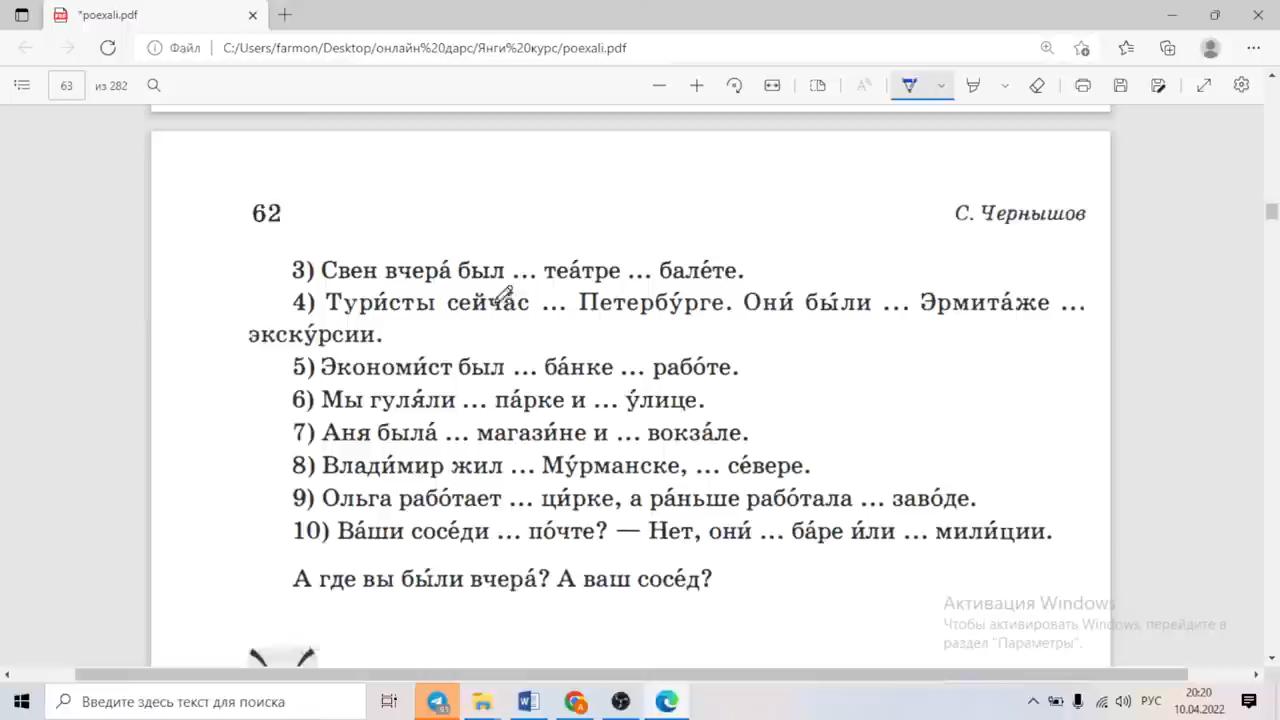 *poexali.pdf
Файл C:/Users/farmon/Desktop/онлайн%20дарс/Янги%20курс/poexali.pdf
63 из 282
62 С. Чернышов
3) Свен вчера́ был ... теа́тре ... бале́те.
4) Тури́сты сейча́с ... Петербу́рге. Они́ бы́ли ... Эрмита́же ...
экску́рсии.
5) Экономи́ст был ... ба́нке ... рабо́те.
6) Мы гуля́ли ... па́рке и ... у́лице.
7) Аня была́ ... магази́не и ... вокза́ле.
8) Влади́мир жил ... Му́рманске, ... се́вере.
9) Ольга рабо́тает ... ци́рке, а ра́ньше рабо́тала ... заво́де.
10) Ва́ши сосе́ди ... по́чте? — Нет, они́ ... ба́ре и́ли ... мили́ции.
А где вы бы́ли вчера́? А ваш сосе́д?
Активация Windows
Чтобы активировать Windows, перейдите в
раздел "Параметры".
Введите здесь текст для поиска
РУС
20:20
10.04.2022